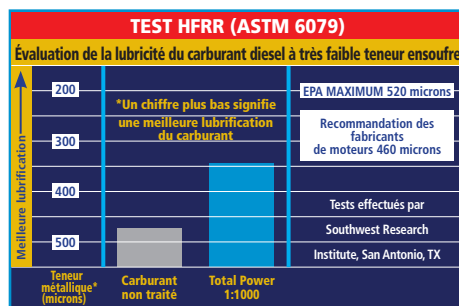 TEST HFRR (ASTM 6079)
Évaluation de la lubricité du carburant diesel à très faible teneur ensoufre
Meilleure lubrification
200
300
400
500
*Un chiffre plus bas signifie
une meilleure lubrification
du carburant
EPA MAXIMUM 520 microns
Recommandation des
fabricants
de moteurs 460 microns
Tests effectués par
Southwest Research
Institute, San Antonio, TX
Teneur
métallique*
(microns)
Carburant
non traité
Total Power
1:1000